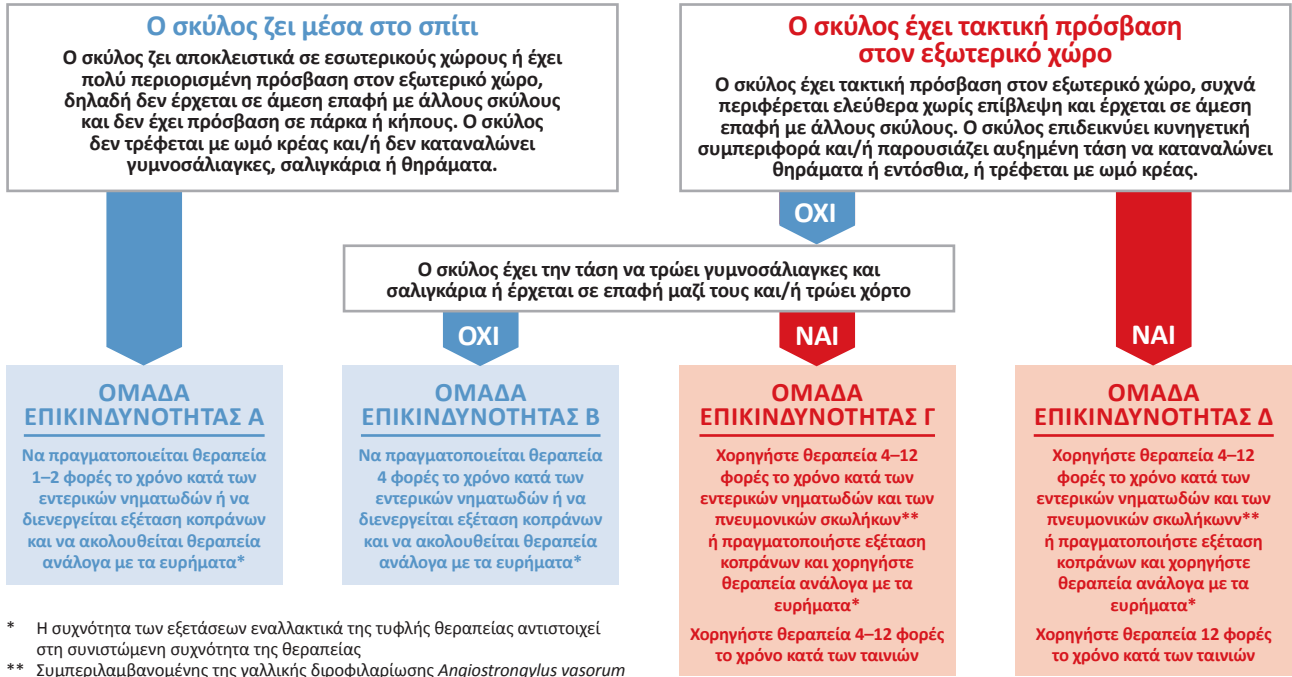 Ο σκύλος ζει μέσα στο σπίτι
Ο σκύλος ζει αποκλειστικά σε εσωτερικούς χώρους ή έχει
πολύ περιορισμένη πρόσβαση στον εξωτερικό χώρο,
δηλαδή δεν έρχεται σε άμεση επαφή με άλλους σκύλους
και δεν έχει πρόσβαση σε πάρκα ή κήπους. Ο σκύλος
δεν τρέφεται με ωμό κρέας και/ή δεν καταναλώνει
γυμνοσάλιαγκες, σαλιγκάρια ή θηράματα.
Ο σκύλος έχει τακτική πρόσβαση
στον εξωτερικό χώρο
Ο σκύλος έχει τακτική πρόσβαση στον εξωτερικό χώρο, συχνά
περιφέρεται ελεύθερα χωρίς επίβλεψη και έρχεται σε άμεση
επαφή με άλλους σκύλους. Ο σκύλος επιδεικνύει κυνηγετική
συμπεριφορά και/ή παρουσιάζει αυξημένη τάση να καταναλώνει
θηράματα ή εντόσθια, ή τρέφεται με ωμό κρέας.
ΟΧΙ
Ο σκύλος έχει την τάση να τρώει γυμνοσάλιαγκες και
σαλιγκάρια ή έρχεται σε επαφή μαζί τους και/ή τρώει χόρτο
ΟΧΙ
ΝΑΙ
ΝΑΙ
ΟΜΑΔΑ
ΕΠΙΚΙΝΔΥΝΟΤΗΤΑΣ Α
Να πραγματοποιείται θεραπεία
1–2 φορές το χρόνο κατά των
εντερικών νηματωδών ή να
διενεργείται εξέταση κοπράνων
και να ακολουθείται θεραπεία
ανάλογα με τα ευρήματα*
ΟΜΑΔΑ
ΕΠΙΚΙΝΔΥΝΟΤΗΤΑΣ Β
Να πραγματοποιείται θεραπεία
4 φορές το χρόνο κατά των
εντερικών νηματωδών ή να
διενεργείται εξέταση κοπράνων
και να ακολουθείται θεραπεία
ανάλογα με τα ευρήματα*
ΟΜΑΔΑ
ΕΠΙΚΙΝΔΥΝΟΤΗΤΑΣ Γ
Χορηγήστε θεραπεία 4–12
φορές το χρόνο κατά των
εντερικών νηματωδών και των
πνευμονικών σκωλήκων**
ή πραγματοποιήστε εξέταση
κοπράνων και χορηγήστε
θεραπεία ανάλογα με τα
ευρήματα*
Χορηγήστε θεραπεία 4–12 φορές
το χρόνο κατά των ταινιών
ΟΜΑΔΑ
ΕΠΙΚΙΝΔΥΝΟΤΗΤΑΣ Δ
Χορηγήστε θεραπεία 4–12
φορές το χρόνο κατά των
εντερικών νηματωδών και των
πνευμονικών σκωλήκωνν**
ή πραγματοποιήστε εξέταση
κοπράνων και χορηγήστε
θεραπεία ανάλογα με τα
ευρήματα*
Χορηγήστε θεραπεία 12 φορές
το χρόνο κατά των ταινιών
* Η συχνότητα των εξετάσεων εναλλακτικά της τυφλής θεραπείας αντιστοιχεί
στη συνιστώμενη συχνότητα της θεραπείας
** Συμπεριλαμβανομένης της γαλλικής διροφιλαρίωσης Angiostrongylus vasorum